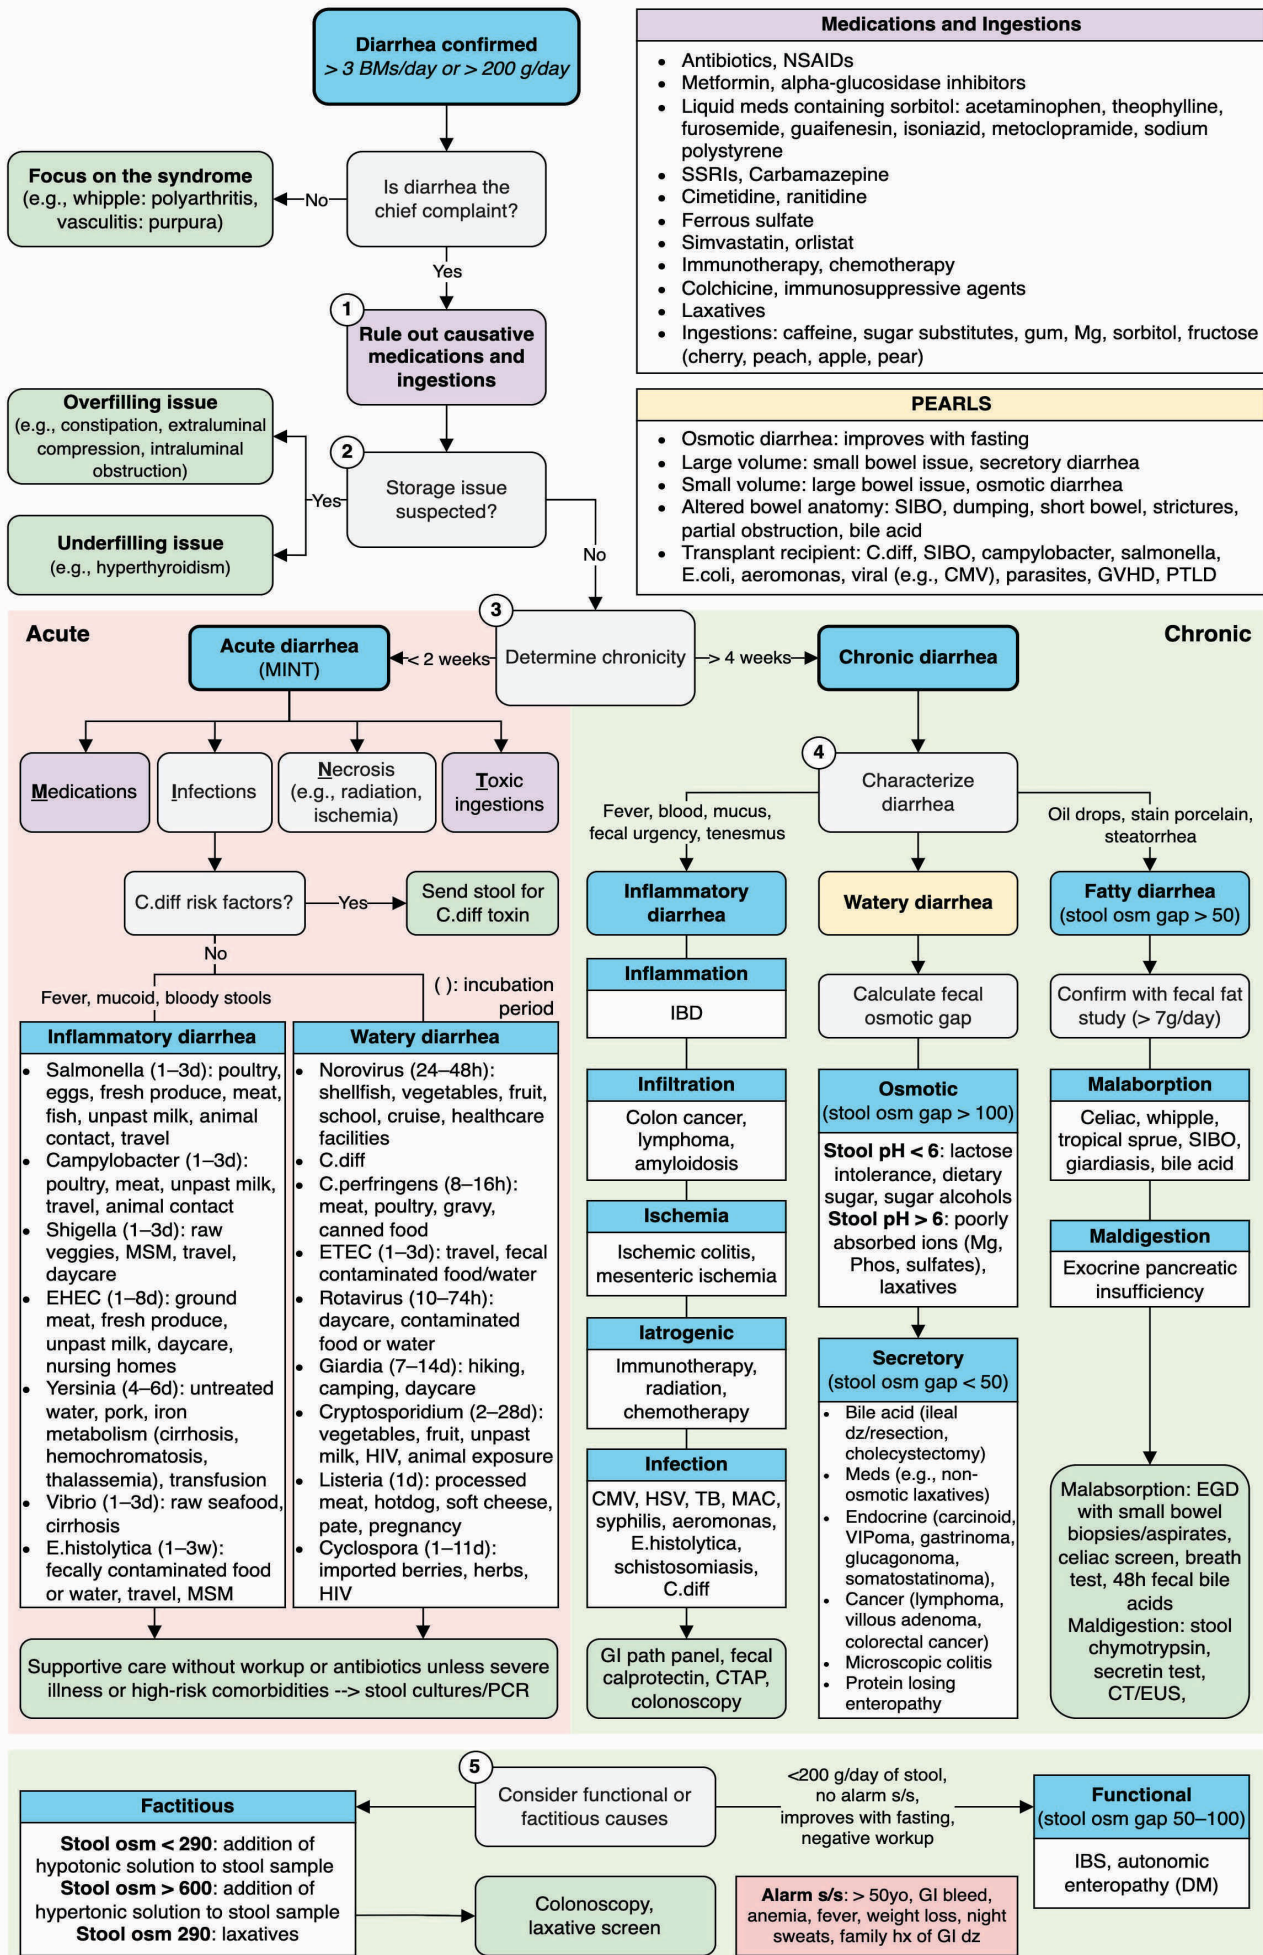 Diarrhea confirmed
> 3 BMs/day or > 200 g/day
Is diarrhea the
chief complaint?
No
Focus on the syndrome
(e.g., whipple: polyarthritis,
vasculitis: purpura)
Yes
1
Rule out causative
medications and
ingestions
2
Storage issue
suspected?
Yes
Overfilling issue
(e.g., constipation, extraluminal
compression, intraluminal
obstruction)
Underfilling issue
(e.g., hyperthyroidism)
No
Medications and Ingestions
• Antibiotics, NSAIDs
• Metformin, alpha-glucosidase inhibitors
• Liquid meds containing sorbitol: acetaminophen, theophylline,
furosemide, guaifenesin, isoniazid, metoclopramide, sodium
polystyrene
• SSRIs, Carbamazepine
• Cimetidine, ranitidine
• Ferrous sulfate
• Simvastatin, orlistat
• Immunotherapy, chemotherapy
• Colchicine, immunosuppressive agents
• Laxatives
• Ingestions: caffeine, sugar substitutes, gum, Mg, sorbitol, fructose
(cherry, peach, apple, pear)
PEARLS
• Osmotic diarrhea: improves with fasting
• Large volume: small bowel issue, secretory diarrhea
• Small volume: large bowel issue, osmotic diarrhea
• Altered bowel anatomy: SIBO, dumping, short bowel, strictures,
partial obstruction, bile acid
• Transplant recipient: C.diff, SIBO, campylobacter, salmonella,
E.coli, aeromonas, viral (e.g., CMV), parasites, GVHD, PTLD
3
Determine chronicity
< 2 weeks
> 4 weeks
Acute
Acute diarrhea
(MINT)
Medications
Infections
Necrosis
(e.g., radiation,
ischemia)
Toxic
ingestions
C.diff risk factors?
Yes
Send stool for
C.diff toxin
No
Fever, mucoid, bloody stools
( ): incubation
period
Inflammatory diarrhea
• Salmonella (1–3d): poultry,
eggs, fresh produce, meat,
fish, unpast milk, animal
contact, travel
• Campylobacter (1–3d):
poultry, meat, unpast milk,
travel, animal contact
• Shigella (1–3d): raw
veggies, MSM, travel,
daycare
• EHEC (1–8d): ground
meat, fresh produce,
unpast milk, daycare,
nursing homes
• Yersinia (4–6d): untreated
water, pork, iron
metabolism (cirrhosis,
hemochromatosis,
thalassemia), transfusion
• Vibrio (1–3d): raw seafood,
cirrhosis
• E.histolytica (1–3w):
fecally contaminated food
or water, travel, MSM
Watery diarrhea
• Norovirus (24–48h):
shellfish, vegetables, fruit,
school, cruise, healthcare
facilities
• C.diff
• C.perfringens (8–16h):
meat, poultry, gravy,
canned food
• ETEC (1–3d): travel, fecal
contaminated food/water
• Rotavirus (10–74h):
daycare, contaminated
food or water
• Giardia (7–14d): hiking,
camping, daycare
• Cryptosporidium (2–28d):
vegetables, fruit, unpast
milk, HIV, animal exposure
• Listeria (1d): processed
meat, hotdog, soft cheese,
pate, pregnancy
• Cyclospora (1–11d):
imported berries, herbs,
HIV
Supportive care without workup or antibiotics unless severe
illness or high-risk comorbidities --> stool cultures/PCR
Chronic
Chronic diarrhea
4
Characterize
diarrhea
Fever, blood, mucus,
fecal urgency, tenesmus
Oil drops, stain porcelain,
steatorrhea
Inflammatory
diarrhea
Inflammation
IBD
Infiltration
Colon cancer,
lymphoma,
amyloidosis
Ischemia
Ischemic colitis,
mesenteric ischemia
Iatrogenic
Immunotherapy,
radiation,
chemotherapy
Infection
CMV, HSV, TB, MAC,
syphilis, aeromonas,
E.histolytica,
schistosomiasis,
C.diff
GI path panel, fecal
calprotectin, CTAP,
colonoscopy
Watery diarrhea
Calculate fecal
osmotic gap
Osmotic
(stool osm gap > 100)
Stool pH < 6: lactose
intolerance, dietary
sugar, sugar alcohols
Stool pH > 6: poorly
absorbed ions (Mg,
Phos, sulfates),
laxatives
Secretory
(stool osm gap < 50)
• Bile acid (ileal
dz/resection,
cholecystectomy)
• Meds (e.g., non-
osmotic laxatives)
• Endocrine (carcinoid,
VIPoma, gastrinoma,
glucagonoma,
somatostatinoma),
• Cancer (lymphoma,
villous adenoma,
colorectal cancer)
• Microscopic colitis
• Protein losing
enteropathy
Fatty diarrhea
(stool osm gap > 50)
Confirm with fecal fat
study (> 7g/day)
Malaborption
Celiac, whipple,
tropical sprue, SIBO,
giardiasis, bile acid
Maldigestion
Exocrine pancreatic
insufficiency
Malabsorption: EGD
with small bowel
biopsies/aspirates,
celiac screen, breath
test, 48h fecal bile
acids
Maldigestion: stool
chymotrypsin,
secretin test,
CT/EUS,
5
Consider functional or
factitious causes
Factitious
Stool osm < 290: addition of
hypotonic solution to stool sample
Stool osm > 600: addition of
hypertonic solution to stool sample
Stool osm 290: laxatives
Colonoscopy,
laxative screen
<200 g/day of stool,
no alarm s/s,
improves with fasting,
negative workup
Functional
(stool osm gap 50–100)
IBS, autonomic
enteropathy (DM)
Alarm s/s: > 50yo, GI bleed,
anemia, fever, weight loss, night
sweats, family hx of GI dz